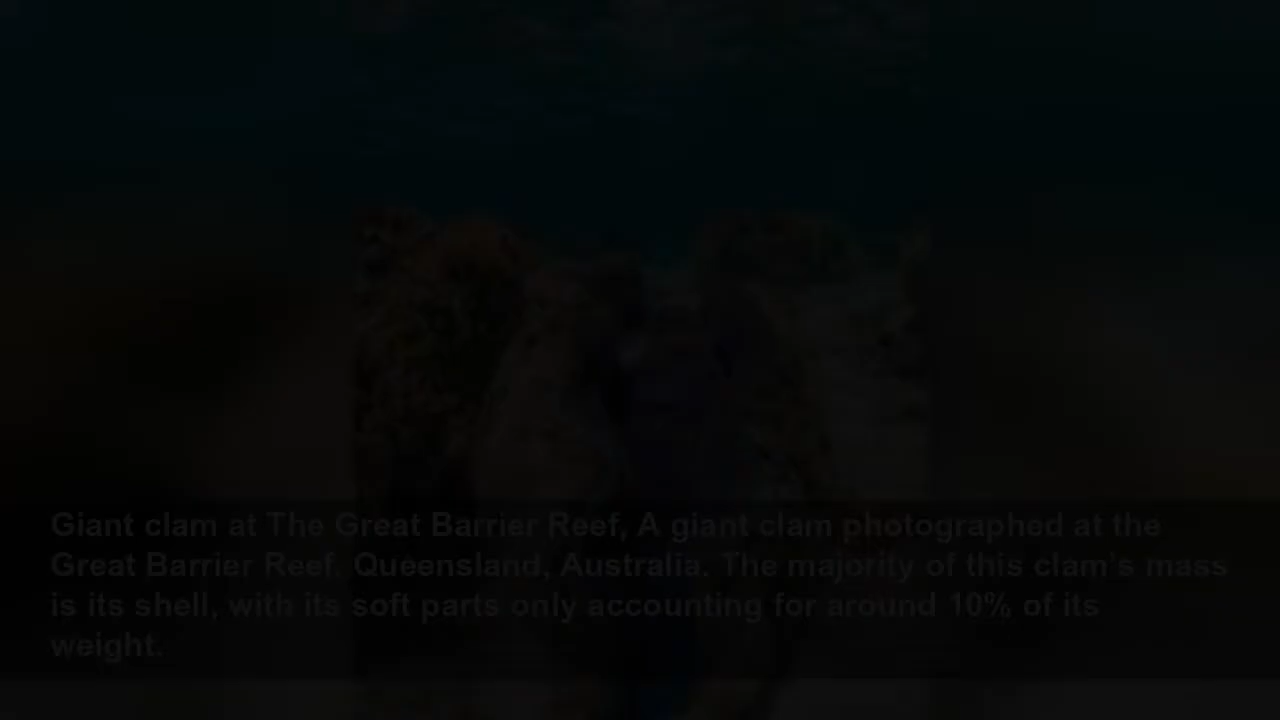 Giant clam at The Great Barrier Reef, A giant clam photographed at the
Great Barrier Reef, Queensland, Australia. The majority of this clam's mass
is its shell, with its soft parts only accounting for around 10% of its
weight.